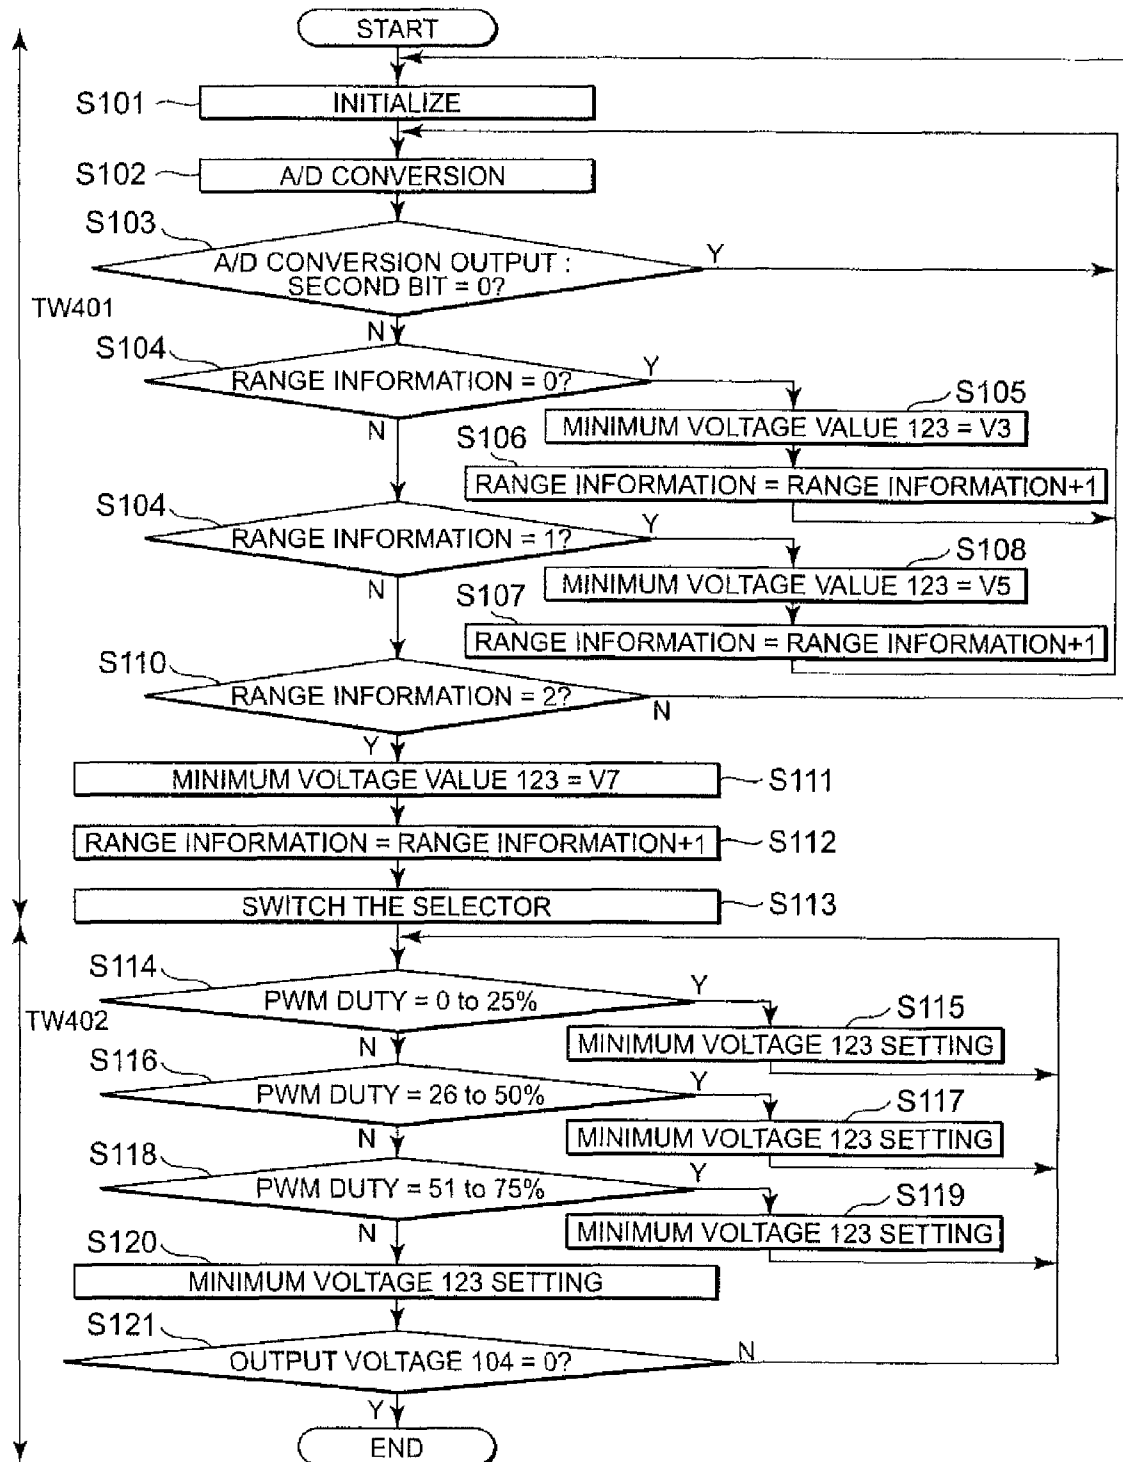 START
S101
INITIALIZE
S102
A/D CONVERSION
S103
A/D CONVERSION OUTPUT :
SECOND BIT = 0?
Y
TW401
N
S104
RANGE INFORMATION = 0?
Y
S105
MINIMUM VOLTAGE VALUE 123 = V3
N
S106
RANGE INFORMATION = RANGE INFORMATION+1
S104
RANGE INFORMATION = 1?
Y
S108
MINIMUM VOLTAGE VALUE 123 = V5
N
S107
RANGE INFORMATION = RANGE INFORMATION+1
S110
RANGE INFORMATION = 2?
N
Y
MINIMUM VOLTAGE VALUE 123 = V7
S111
RANGE INFORMATION = RANGE INFORMATION+1
S112
SWITCH THE SELECTOR
S113
S114
PWM DUTY = 0 to 25%
Y
TW402
S115
MINIMUM VOLTAGE 123 SETTING
N
S116
PWM DUTY = 26 to 50%
Y
S117
MINIMUM VOLTAGE 123 SETTING
N
S118
PWM DUTY = 51 to 75%
Y
S119
MINIMUM VOLTAGE 123 SETTING
N
S120
MINIMUM VOLTAGE 123 SETTING
S121
OUTPUT VOLTAGE 104 = 0?
N
Y
END